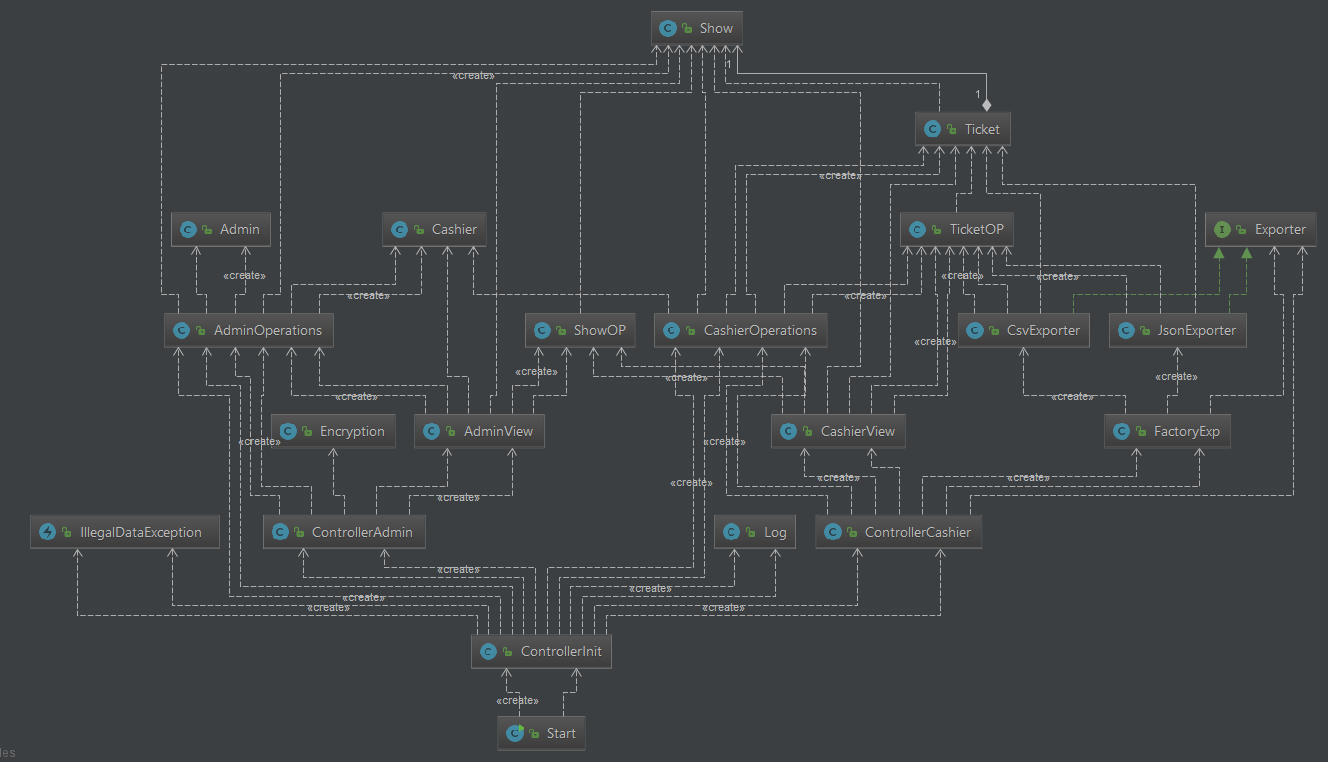 Show
«create»
1
1
Ticket
«create»
Admin
Cashier
TicketOP
Exporter
«create»
«create»
«create»
«create»
«create»
AdminOperations
ShowOP
CashierOperations
CsvExporter
JsonExporter
«create»
«create»
«create»
«create»
«create»
«create»
Encryption
AdminView
CashierView
FactoryExp
«create»
«create»
«create»
«create»
«create»
«create»
IllegalDataException
ControllerAdmin
Log
ControllerCashier
«create»
«create»
«create»
«create»
«create»
ControllerInit
«create»
Start
les